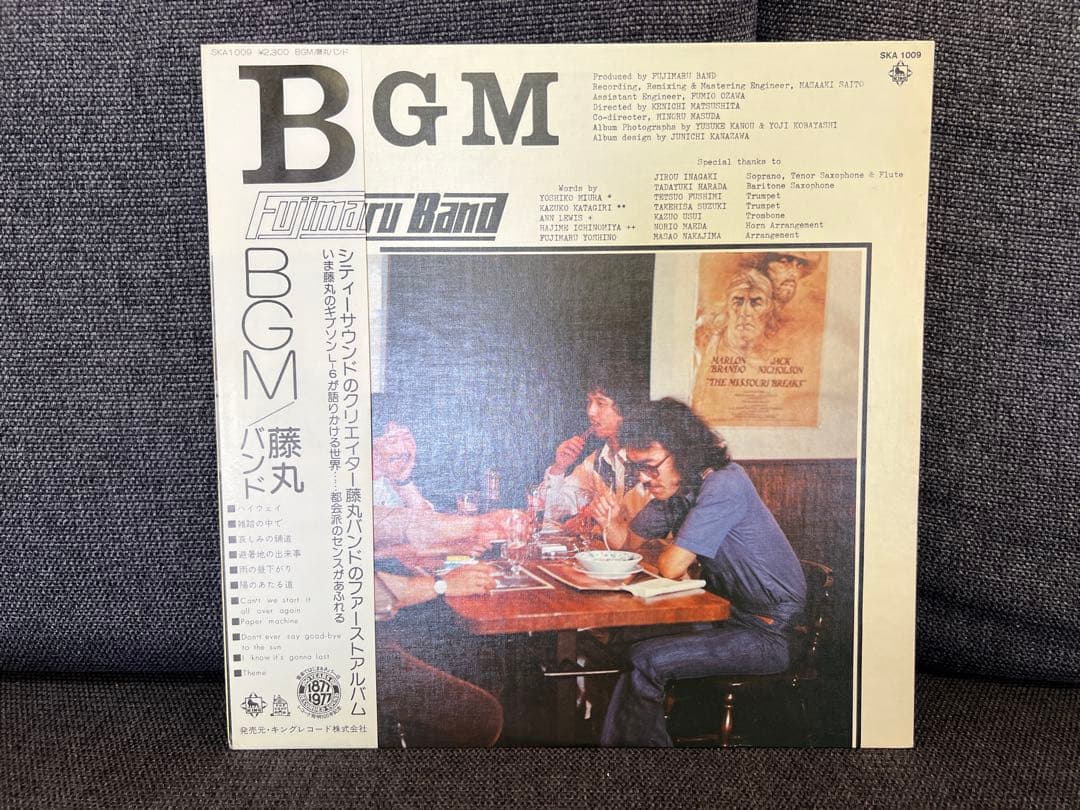 SKA1009 ¥2,300 BGM/藤丸バンド
SKA 1009
BGM
Fujimaru Band
Produced by FUJIMARU BAND
Recording, Remixing & Mastering Engineer, MASAAKI SAITO
Assistant Engineer, FUMIO OZAWA
Directed by KENICHI MATSUSHITA
Co-directer, MINORU MASUDA
Album Photographs by YUSUKE KANOU & YOJI KOBAYASHI
Album design by JUNICHI KANAZAWA
Words by
YOSHIKO MIURA *
KAZUKO KATAGIRI **
ANN LEWIS +
HAJIME ICHINOMIYA ++
FUJIMARU YOSHINO
Special thanks to
JIROU INAGAKI Soprano, Tenor Saxophone & Flute
TADAYUKI HARADA Baritone Saxophone
TETSUO FUSHIMI Trumpet
TAKEHISA SUZUKI Trumpet
KAZUO USUI Trombone
NORIO MAEDA Horn Arrangement
MASAO NAKAJIMA Arrangement
シティーサウンドのクリエイター藤丸バンドのファーストアルバム
いま藤丸のギブソンL-6が語りかける世界……都会派のセンスがあふれる
BGM/藤丸バンド
■ハイウェイ
■雑踏の中で
■哀しみの舗道
■避暑地の出来事
■雨の昼下がり
■陽のあたる道
■Can't we start it
all over again
■Paper machine
■Don't ever say good-bye
to the sun
■I know it's gonna last
■Theme
1877
1977
発売元・キングレコード株式会社
MARLON BRANDO
JACK NICHOLSON
"THE MISSOURI BREAKS"